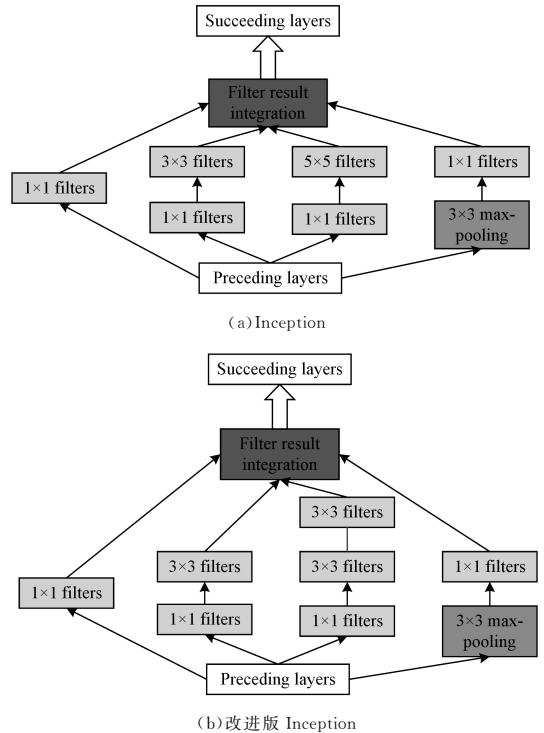 Succeeding layers
Filter result
integration
3×3 filters
5×5 filters
1×1 filters
1×1 filters
1×1 filters
1×1 filters
3×3 max-
pooling
Preceding layers
(a)Inception
Succeeding layers
Filter result
integration
3×3 filters
3×3 filters
3×3 filters
1×1 filters
1×1 filters
1×1 filters
1×1 filters
3×3 max-
pooling
Preceding layers
(b)改进版 Inception